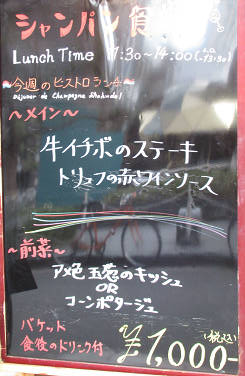 シャンパン食
Lunch Time 11:30~14:00 (L.O 13:30)
~今週のビストロランチ~
Déjeuner de Champagne Shokudo!
~メイン~
牛イチボのステーキ
トリュフの赤ワインソース
~前菜~
アメ色玉葱のキッシュ
OR
コーンポタージュ
バケット
食後のドリンク付
(税込)
¥1,000-